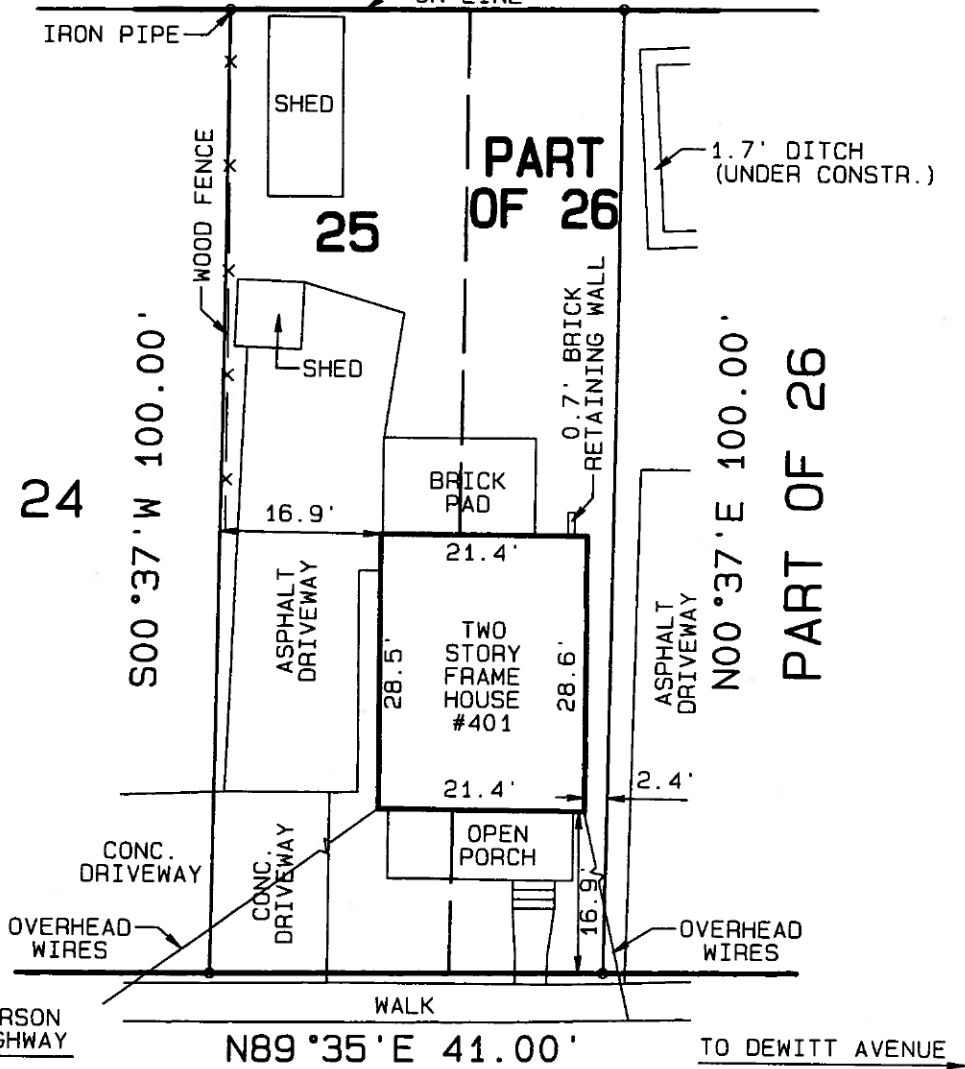 IRON PIPE
SHED
WOOD FENCE
PART
OF 26
1.7' DITCH
(UNDER CONSTR.)
25
SHED
0.7' BRICK
RETAINING WALL
S00°37'W 100.00'
N00°37'E 100.00'
PART OF 26
24
BRICK
PAD
16.9'
21.4'
ASPHALT
DRIVEWAY
28.5'
TWO
STORY
FRAME
HOUSE
#401
28.6'
ASPHALT
DRIVEWAY
21.4'
2.4'
OPEN
PORCH
CONC.
DRIVEWAY
CONC.
DRIVEWAY
16.9'
OVERHEAD
WIRES
OVERHEAD
WIRES
WALK
N89°35'E 41.00'
TO DEWITT AVENUE